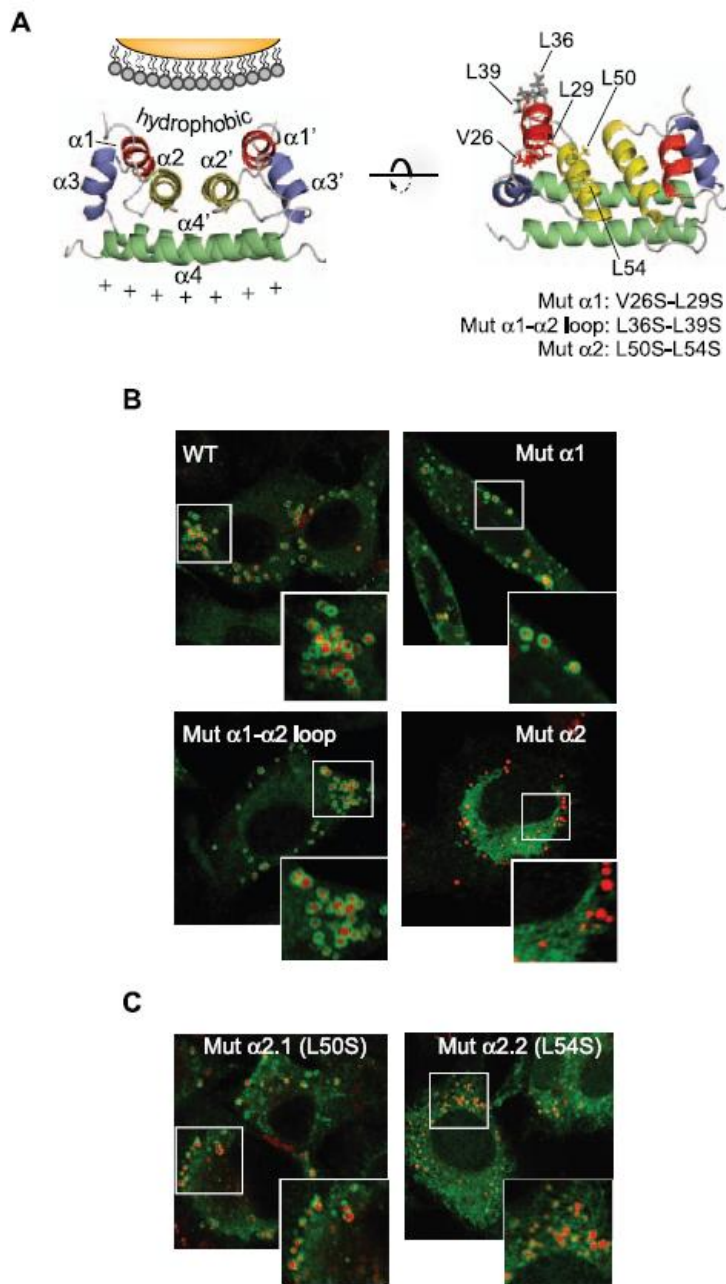 A
hydrophobic
α1
α1'
α2
α2'
α3
α3'
α4'
α4
+ + + + + + +
L36
L39
L29
L50
V26
L54
Mut α1: V26S-L29S
Mut α1-α2 loop: L36S-L39S
Mut α2: L50S-L54S
B
WT
Mut α1
Mut α1-α2 loop
Mut α2
C
Mut α2.1 (L50S)
Mut α2.2 (L54S)